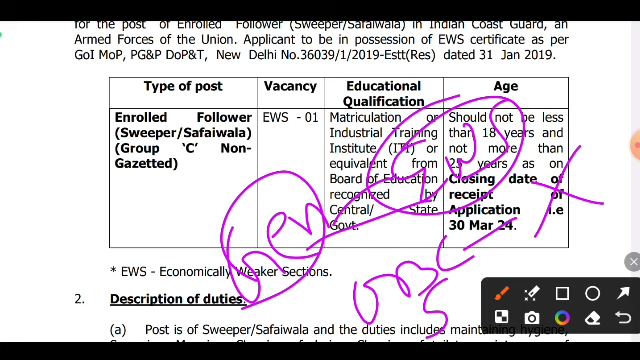 for the post of Enrolled Follower (Sweeper/Safaiwala) in Indian Coast Guard, an
Armed Forces of the Union. Applicant to be in possession of EWS certificate as per
GoI MoP, PG&P DoP&T, New Delhi No.36039/1/2019-Estt(Res) dated 31 Jan 2019.
Type of post Vacancy Educational Qualification Age
Enrolled Follower
(Sweeper/Safaiwala)
(Group 'C' Non-
Gazetted)
EWS - 01
Matriculation or
Industrial Training
Institute (ITI) or
equivalent from
Board of Education
recognized by
Central/ State
Govt.
Should not be less
than 18 years and
not more than
25 years as on
Closing date of
receipt of
Application i.e
30 Mar 24.
* EWS - Economically Weaker Sections.
2. Description of duties
(a) Post is of Sweeper/Safaiwala and the duties includes maintaining hygiene,